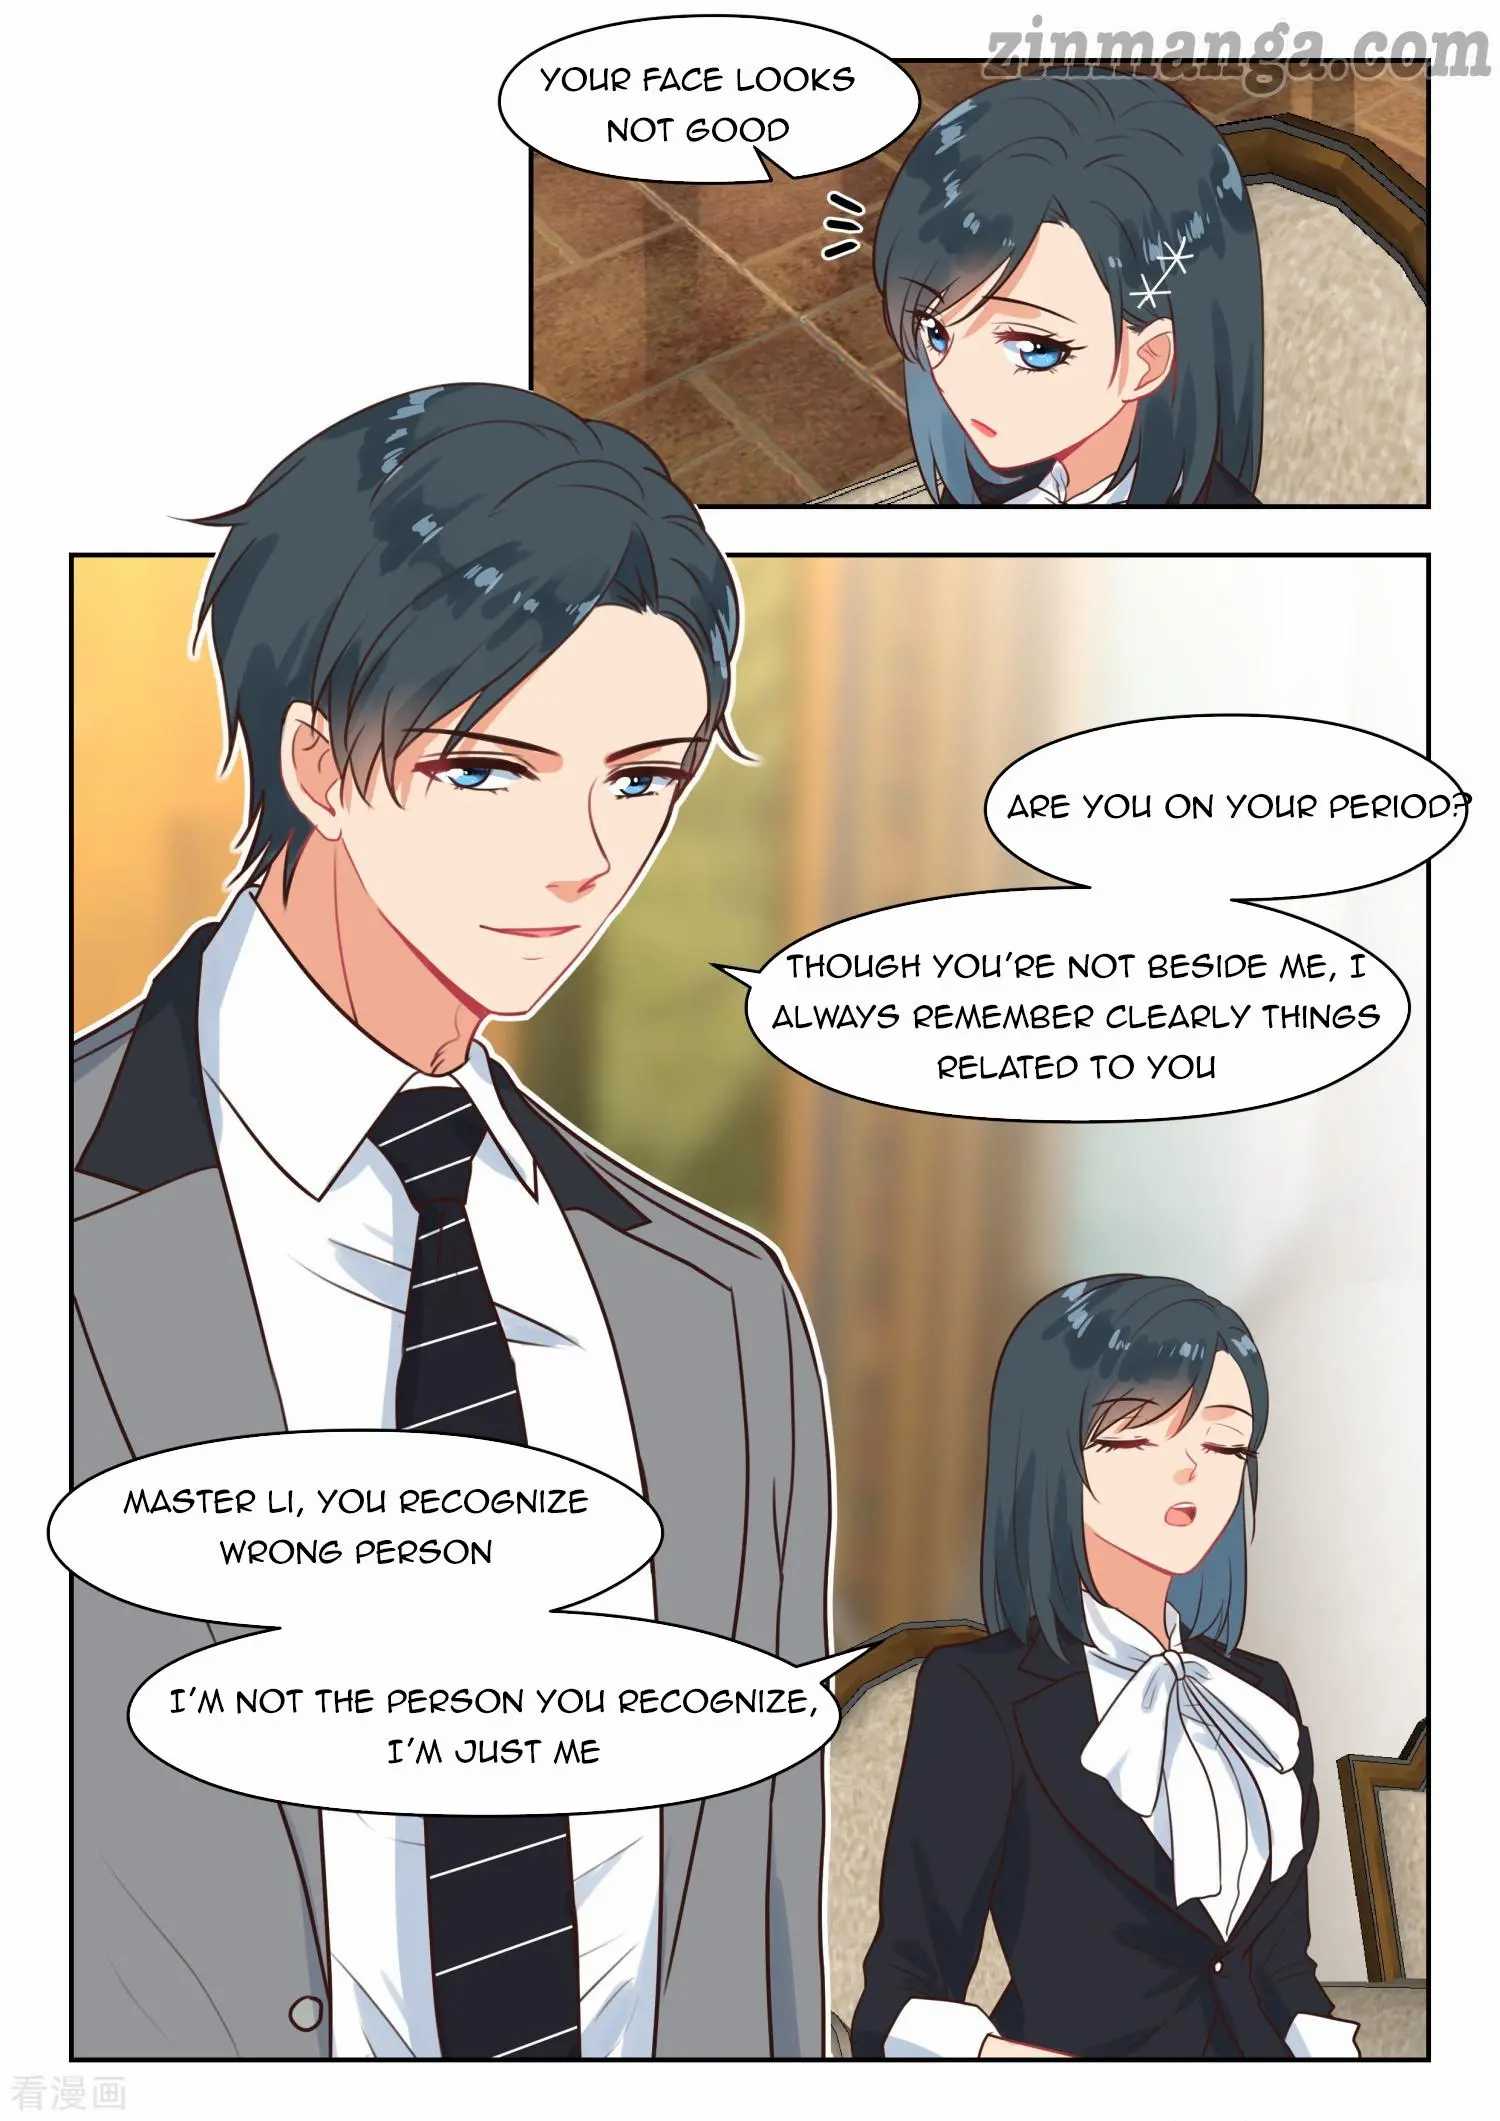 zinmanga.com
YOUR FACE LOOKS
NOT GOOD
ARE YOU ON YOUR PERIOD?
THOUGH YOU'RE NOT BESIDE ME, I
ALWAYS REMEMBER CLEARLY THINGS
RELATED TO YOU
MASTER LI, YOU RECOGNIZE
WRONG PERSON
I'M NOT THE PERSON YOU RECOGNIZE,
I'M JUST ME
看漫画